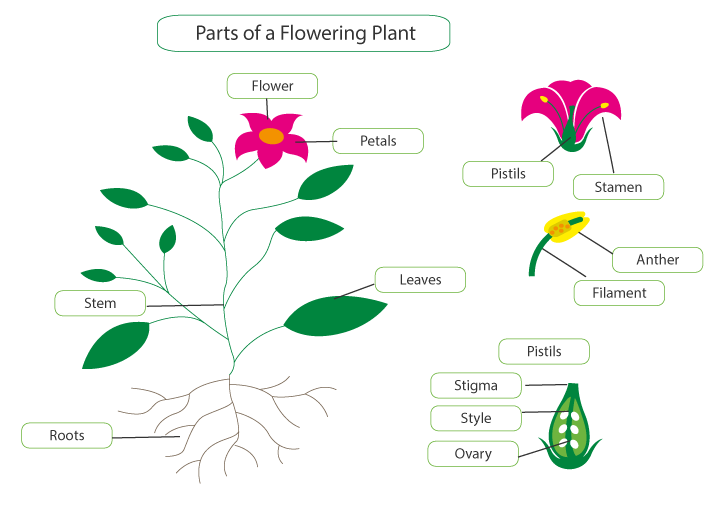 Parts of a Flowering Plant
Flower
Petals
Pistils
Stamen
Anther
Filament
Leaves
Stem
Pistils
Stigma
Style
Ovary
Roots